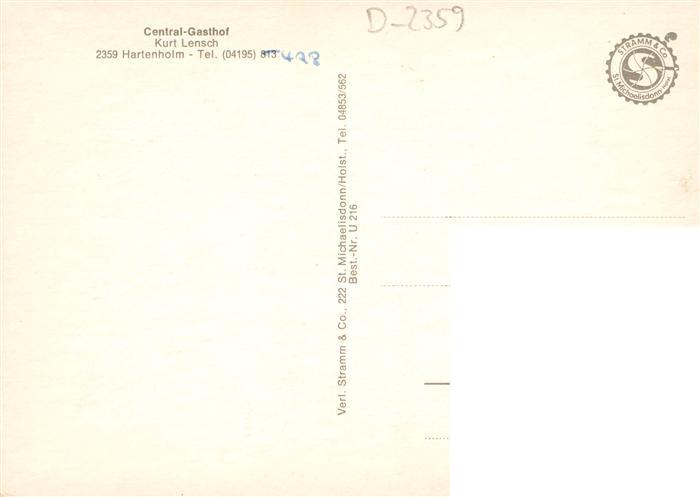 Central-Gasthof
Kurt Lensch
2359 Hartenholm - Tel. (04195) 813 428
D-2359
STRAMM & Co.
St. Michaelisdonn/Holst.
Verl. Stramm & Co., 222 St. Michaelisdonn/Holst., Tel. 04853/562
Best.-Nr. U 216